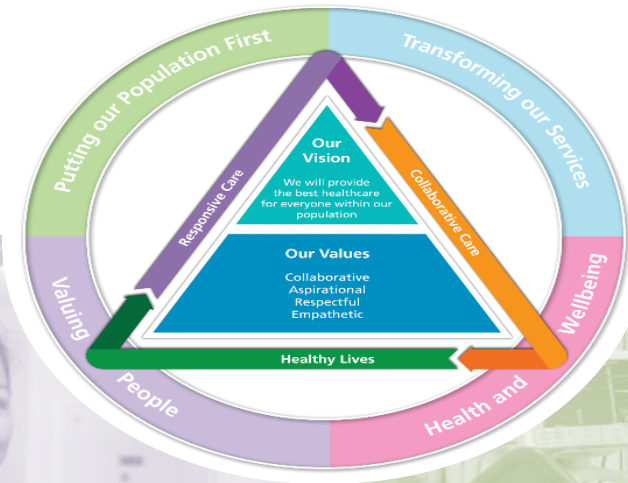 Putting our Population First
Transforming our Services
Responsive Care
Collaborative Care
Our
Vision
We will provide
the best healthcare
for everyone within our
population
Our Values
Collaborative
Aspirational
Respectful
Empathetic
Healthy Lives
Valuing
People
Health and
Wellbeing